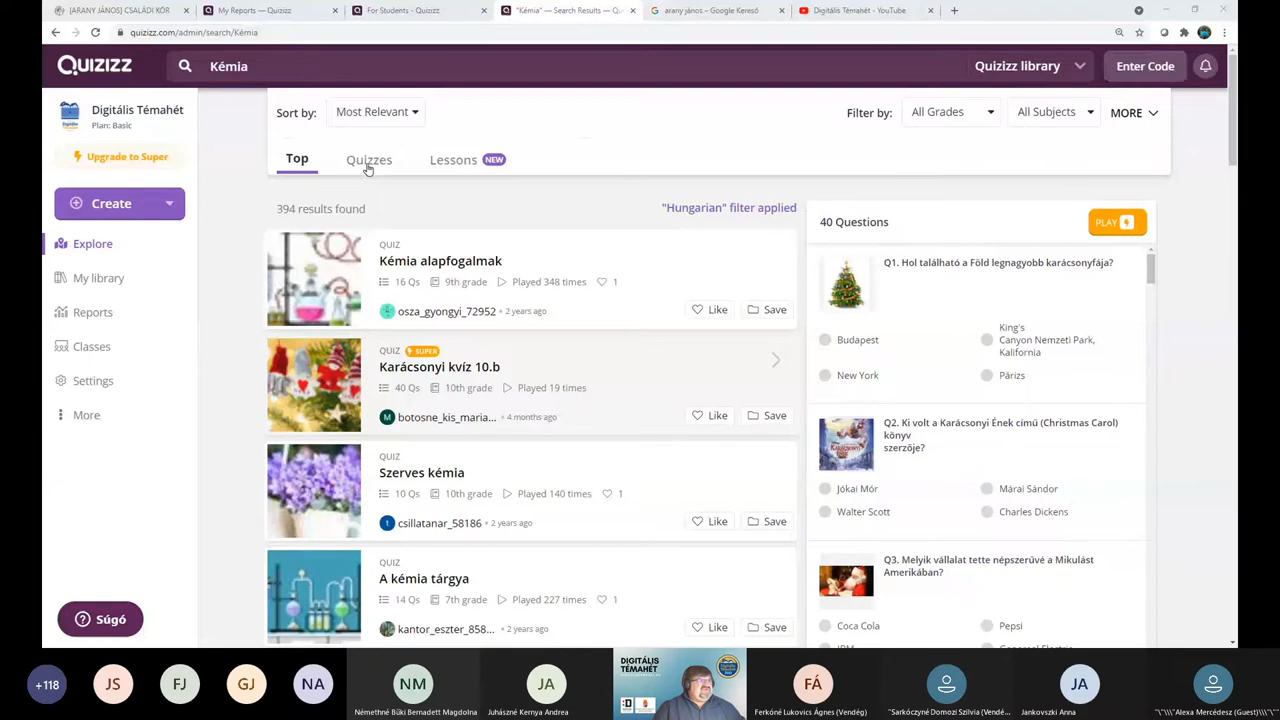 [ARANY JÁNOS] CSALÁDI KÖR
My Reports — Quizizz
For Students - Quizizz
"Kémia" — Search Results — Qu
arany jános – Google Kereső
Digitális Témahét - YouTube
quizizz.com/admin/search/Kémia
Quizizz
Kémia
Quizizz library
Enter Code
Digitális Témahét
Plan: Basic
Upgrade to Super
Create
Explore
My library
Reports
Classes
Settings
More
Súgó
Sort by:
Most Relevant
Filter by:
All Grades
All Subjects
MORE
Top
Quizzes
Lessons NEW
394 results found
"Hungarian" filter applied
QUIZ
Kémia alapfogalmak
16 Qs 9th grade Played 348 times 1
osza_gyongyi_72952 • 2 years ago
Like Save
QUIZ SUPER
Karácsonyi kvíz 10.b
40 Qs 10th grade Played 19 times
M botosne_kis_maria... • 4 months ago
Like Save
QUIZ
Szerves kémia
10 Qs 10th grade Played 140 times 1
csillatanar_58186 • 2 years ago
Like Save
QUIZ
A kémia tárgya
14 Qs 7th grade Played 227 times 1
kantor_eszter_858... • 2 years ago
Like Save
40 Questions
PLAY
Q1. Hol található a Föld legnagyobb karácsonyfája?
Budapest
King's
Canyon Nemzeti Park,
Kalifornia
New York
Párizs
Q2. Ki volt a Karácsonyi Ének című (Christmas Carol)
könyv
szerzője?
Jókai Mór
Márai Sándor
Walter Scott
Charles Dickens
Q3. Melyik vállalat tette népszerűvé a Mikulást
Amerikában?
Coca Cola
Pepsi
+118
JS
FJ
GJ
NA
NM
Némethné Bűki Bernadett Magdolna
JA
Juhászné Kernya Andrea
DIGITÁLIS
TÉMAHÉT
FÁ
Ferkóné Lukovics Ágnes (Vendég)
"Sarkóczyné Domozi Szilvia (Vendé...
JA
Jankovszki Anna
"\"\\"Alexa Mercédesz (Guest)\\"\"...